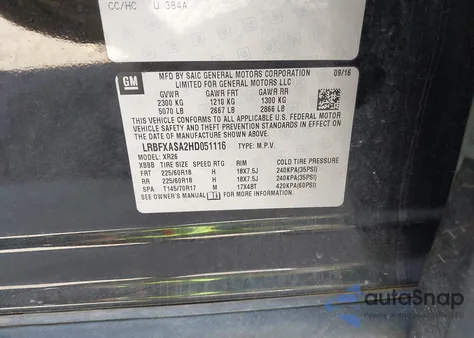 CC/HC U 384A
GM
MFD BY SAIC GENERAL MOTORS CORPORATION 09/16
LIMITED FOR GENERAL MOTORS LLC
GVWR GAWR FRT GAWR RR
2300 KG 1210 KG 1300 KG
5070 LB 2667 LB 2866 LB
THIS VEHICLE CONFORMS TO ALL APPLICABLE U.S. FEDERAL MOTOR
VEHICLE SAFETY, BUMPER, AND THEFT PREVENTION STANDARDS IN
EFFECT ON THE DATE OF MANUFACTURE SHOWN ABOVE.
LRBFXASA2HD051116 TYPE: M.P.V.
MODEL: XR26
XBBB TIRE SIZE SPEED RTG RIM COLD TIRE PRESSURE
FRT 225/60R18 H 18X7.5J 240KPA(35PSI)
RR 225/60R18 H 18X7.5J 240KPA(35PSI)
SPA T145/70R17 M 17X4BT 420KPA(60PSI)
SEE OWNER'S MANUAL FOR ADDITIONAL INFORMATION.
autoSnap